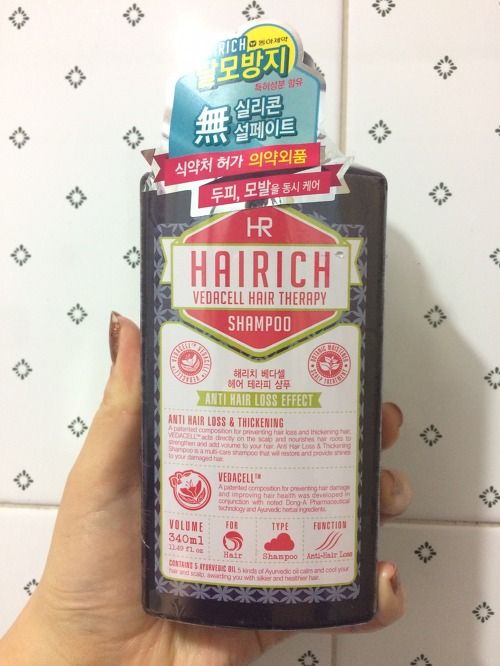 RICH 동아제약
탈모방지
특허성분 함유
無 실리콘
설페이트
식약처 허가 의약외품
두피, 모발을 동시 케어
HR
HAIRICH
VEDACELL HAIR THERAPY
SHAMPOO
VEDACELL™ VEDACELL™
BOTANIC MOISTENER
SCALP TREATMENT
해리치 베다셀
헤어 테라피 샴푸
ANTI HAIR LOSS EFFECT
ANTI HAIR LOSS & THICKENING
A patented composition for preventing hair loss and thickening hair,
VEDACELL™ acts directly on the scalp and nourishes hair roots to
strengthen and add volume to your hair. Anti Hair Loss & Thickening
Shampoo is a multi-care shampoo that will restore and provide shine
to your damaged hair.
VEDACELL™
A patented composition for preventing hair damage
and improving hair health was developed in
conjunction with noted Dong-A Pharmaceutical
technology and Ayurvedic herbal ingredients.
VOLUME FOR TYPE FUNCTION
340ml
11.49 fl. oz Hair Shampoo Anti-Hair Loss
CONTAINS 5 AYURVEDIC OIL 5 kinds of Ayurvedic oil calms and cool your
hair and scalp, awarding you with silkier and healthier hair.